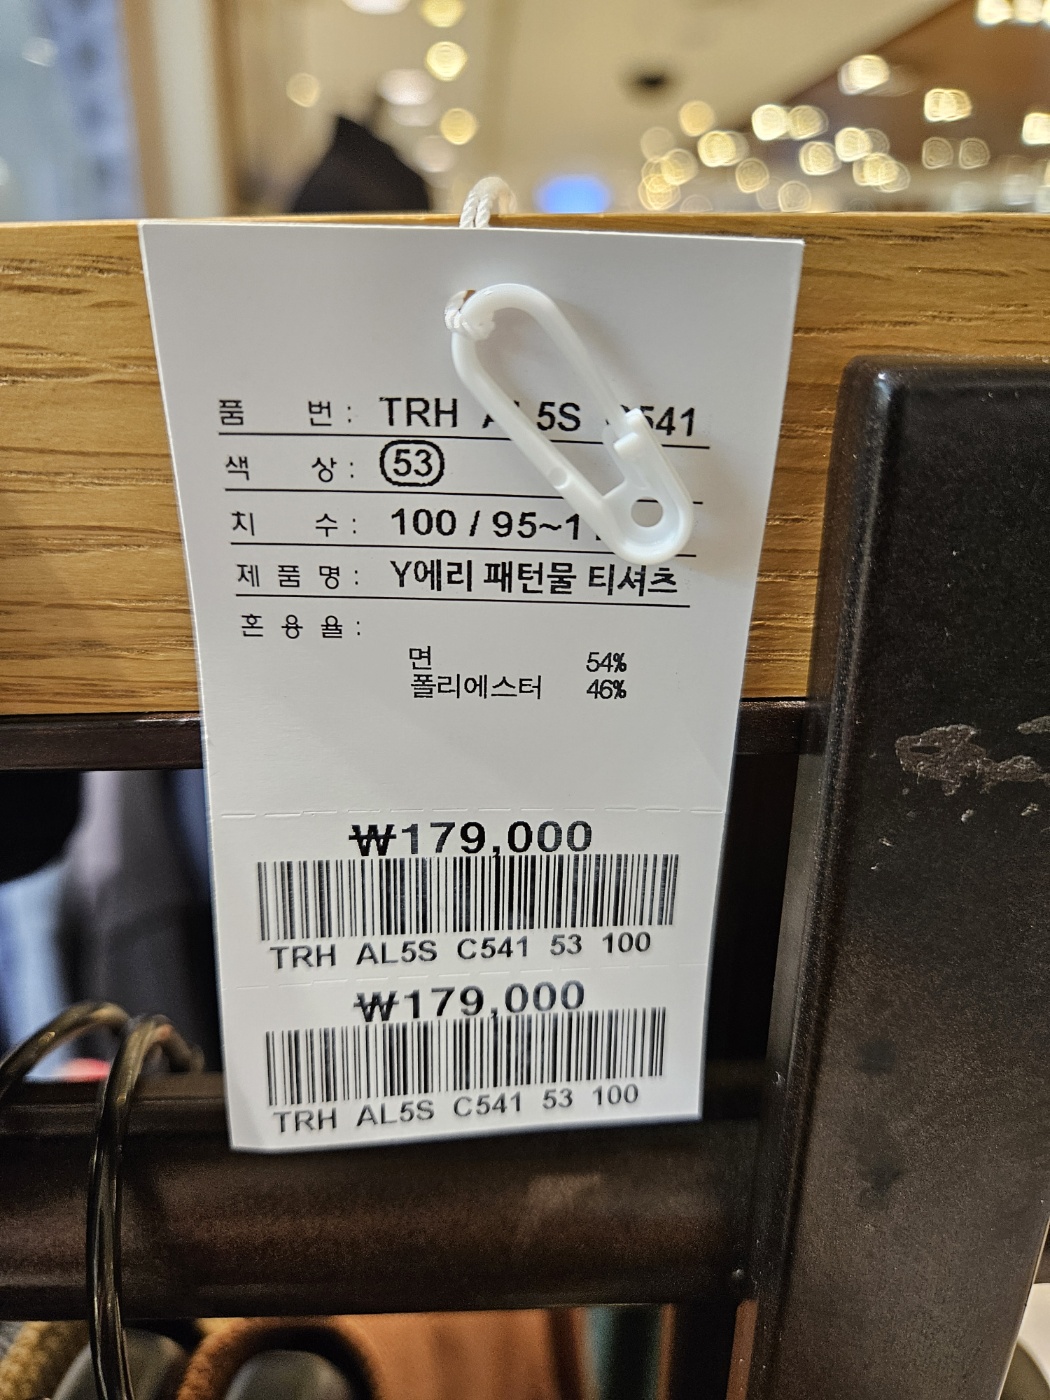 품 번 : TRH 5S 541
색 상 : 53
치 수 : 100 / 95~1
제 품 명 : Y에리 패턴물 티셔츠
혼 용 율 :
면 54%
폴리에스터 46%
₩179,000
TRH AL5S C541 53 100
₩179,000
TRH AL5S C541 53 100